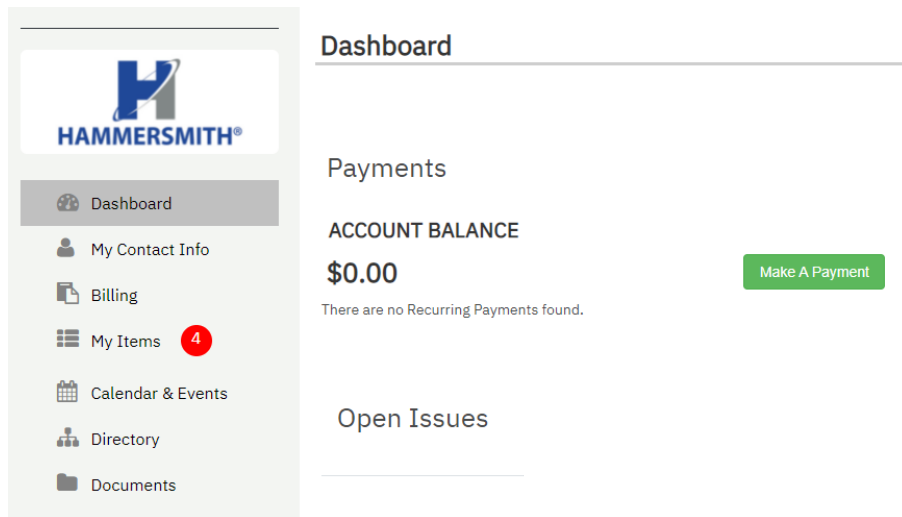 HAMMERSMITH®
Dashboard
My Contact Info
Billing
My Items 4
Calendar & Events
Directory
Documents
Dashboard
Payments
ACCOUNT BALANCE
$0.00
Make A Payment
There are no Recurring Payments found.
Open Issues